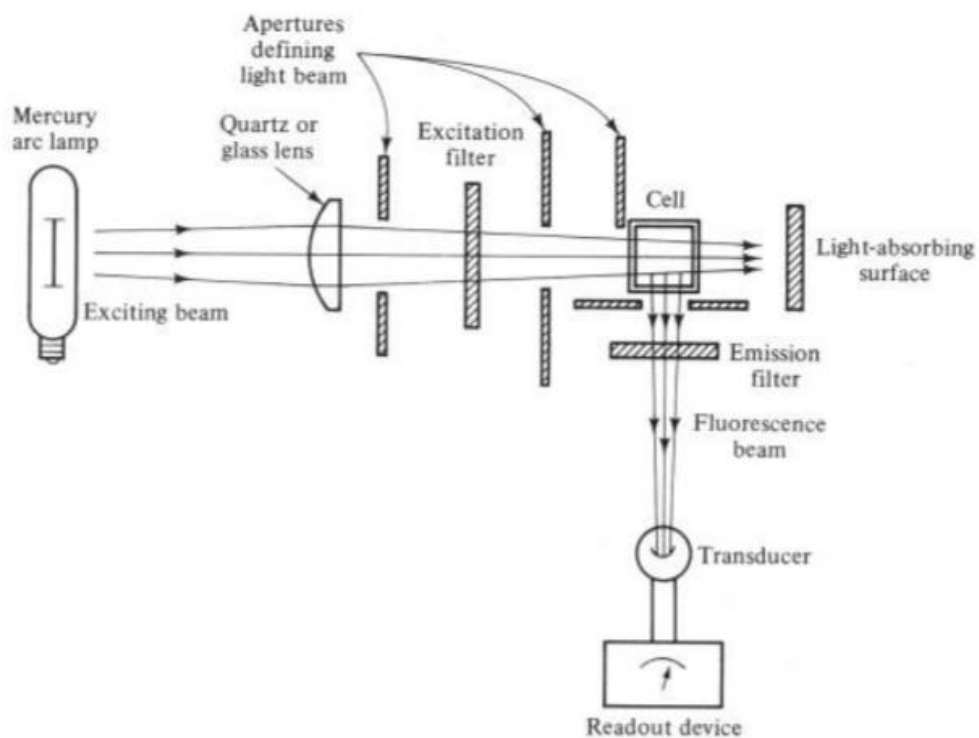 Apertures
defining
light beam
Mercury
arc lamp
Quartz or
glass lens
Excitation
filter
Cell
Light-absorbing
surface
Exciting beam
Emission
filter
Fluorescence
beam
Transducer
Readout device